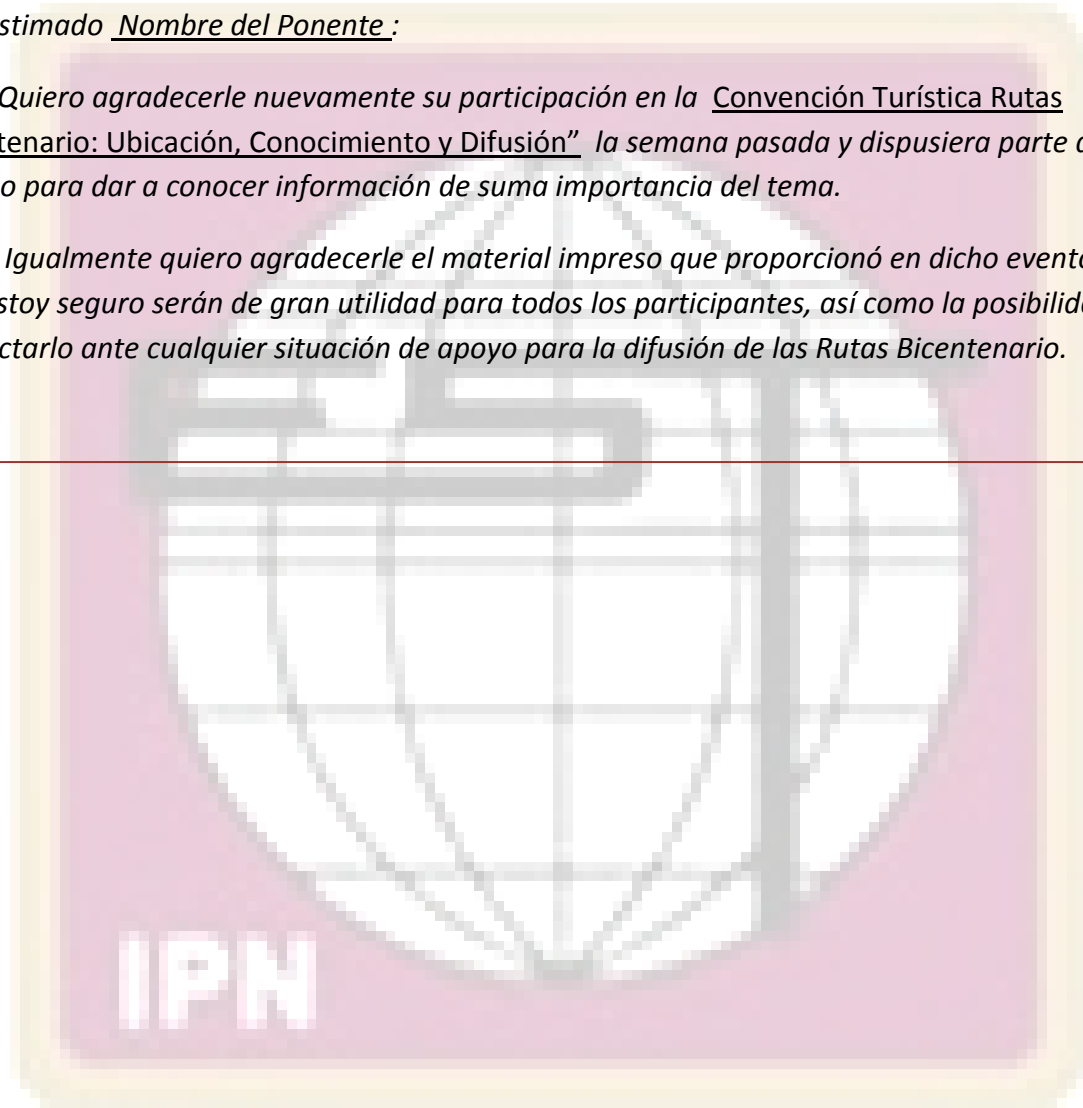 stimado Nombre del Ponente :
Quiero agradecerle nuevamente su participación en la Convención Turística Rutas
tenario: Ubicación, Conocimiento y Difusión” la semana pasada y dispusiera parte
o para dar a conocer información de suma importancia del tema.
Igualmente quiero agradecerle el material impreso que proporcionó en dicho evento
stoy seguro serán de gran utilidad para todos los participantes, así como la posibilid
ctarlo ante cualquier situación de apoyo para la difusión de las Rutas Bicentenario.
IPN